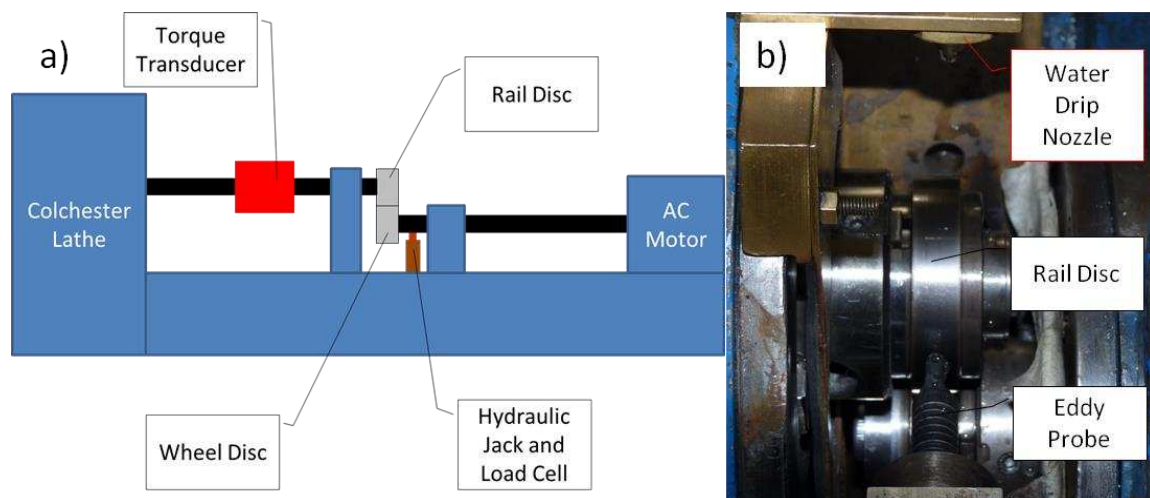 a)
Torque
Transducer
Rail Disc
Colchester
Lathe
AC
Motor
Wheel Disc
Hydraulic
Jack and
Load Cell
b)
Water
Drip
Nozzle
Rail Disc
Eddy
Probe